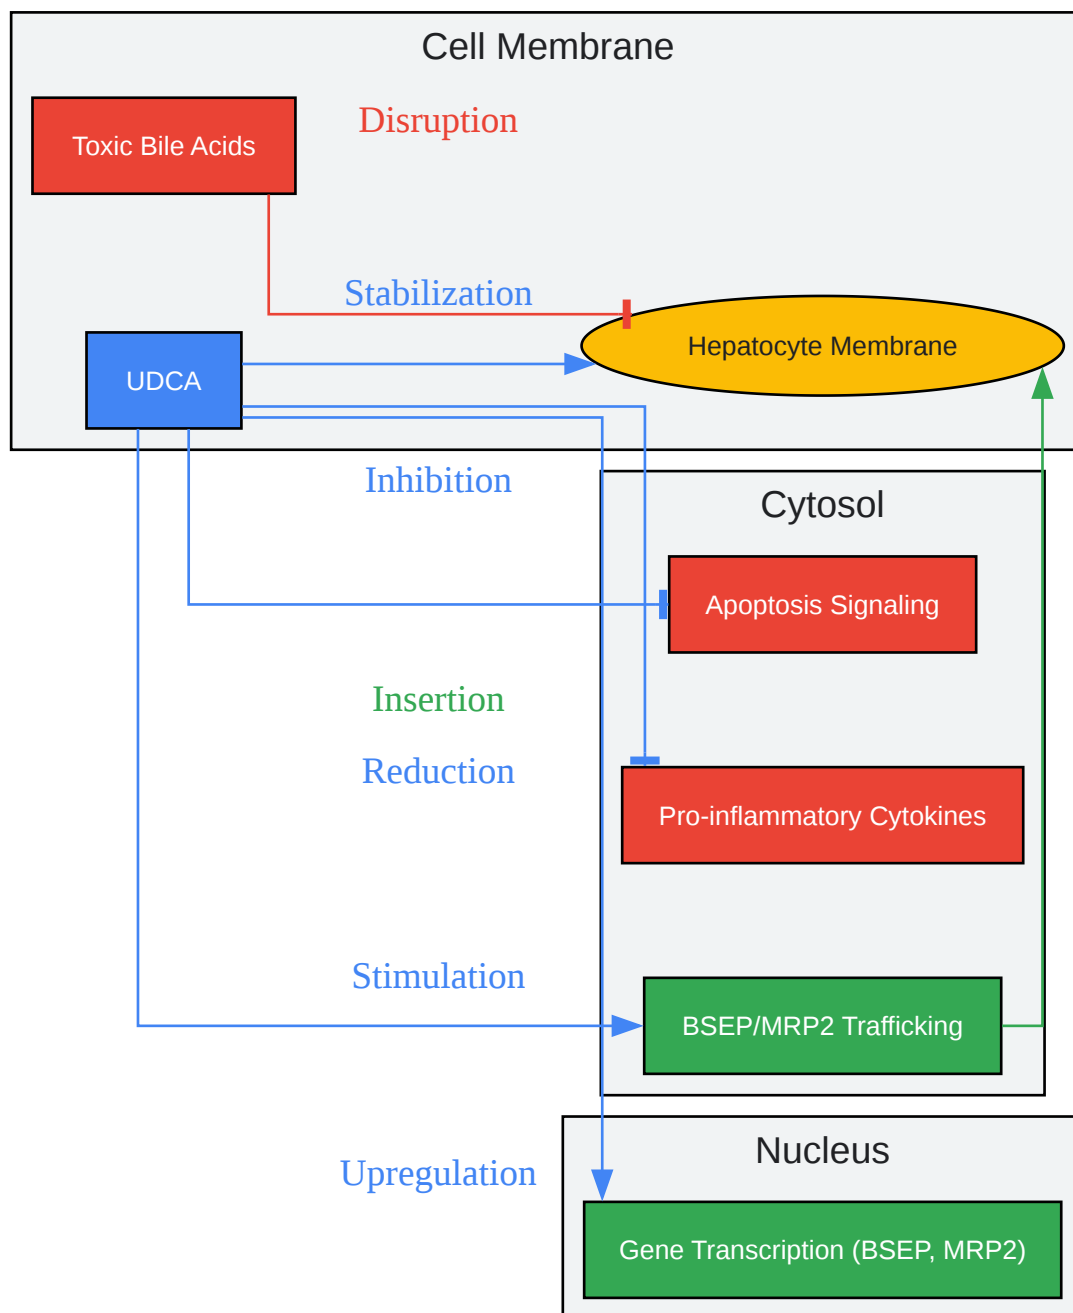 Cell Membrane
Disruption
Toxic Bile Acids
Stabilization
Hepatocyte Membrane
UDCA
Inhibition
Cytosol
Apoptosis Signaling
Insertion
Reduction
Pro-inflammatory Cytokines
Stimulation
BSEP/MRP2 Trafficking
Nucleus
Upregulation
Gene Transcription (BSEP, MRP2)